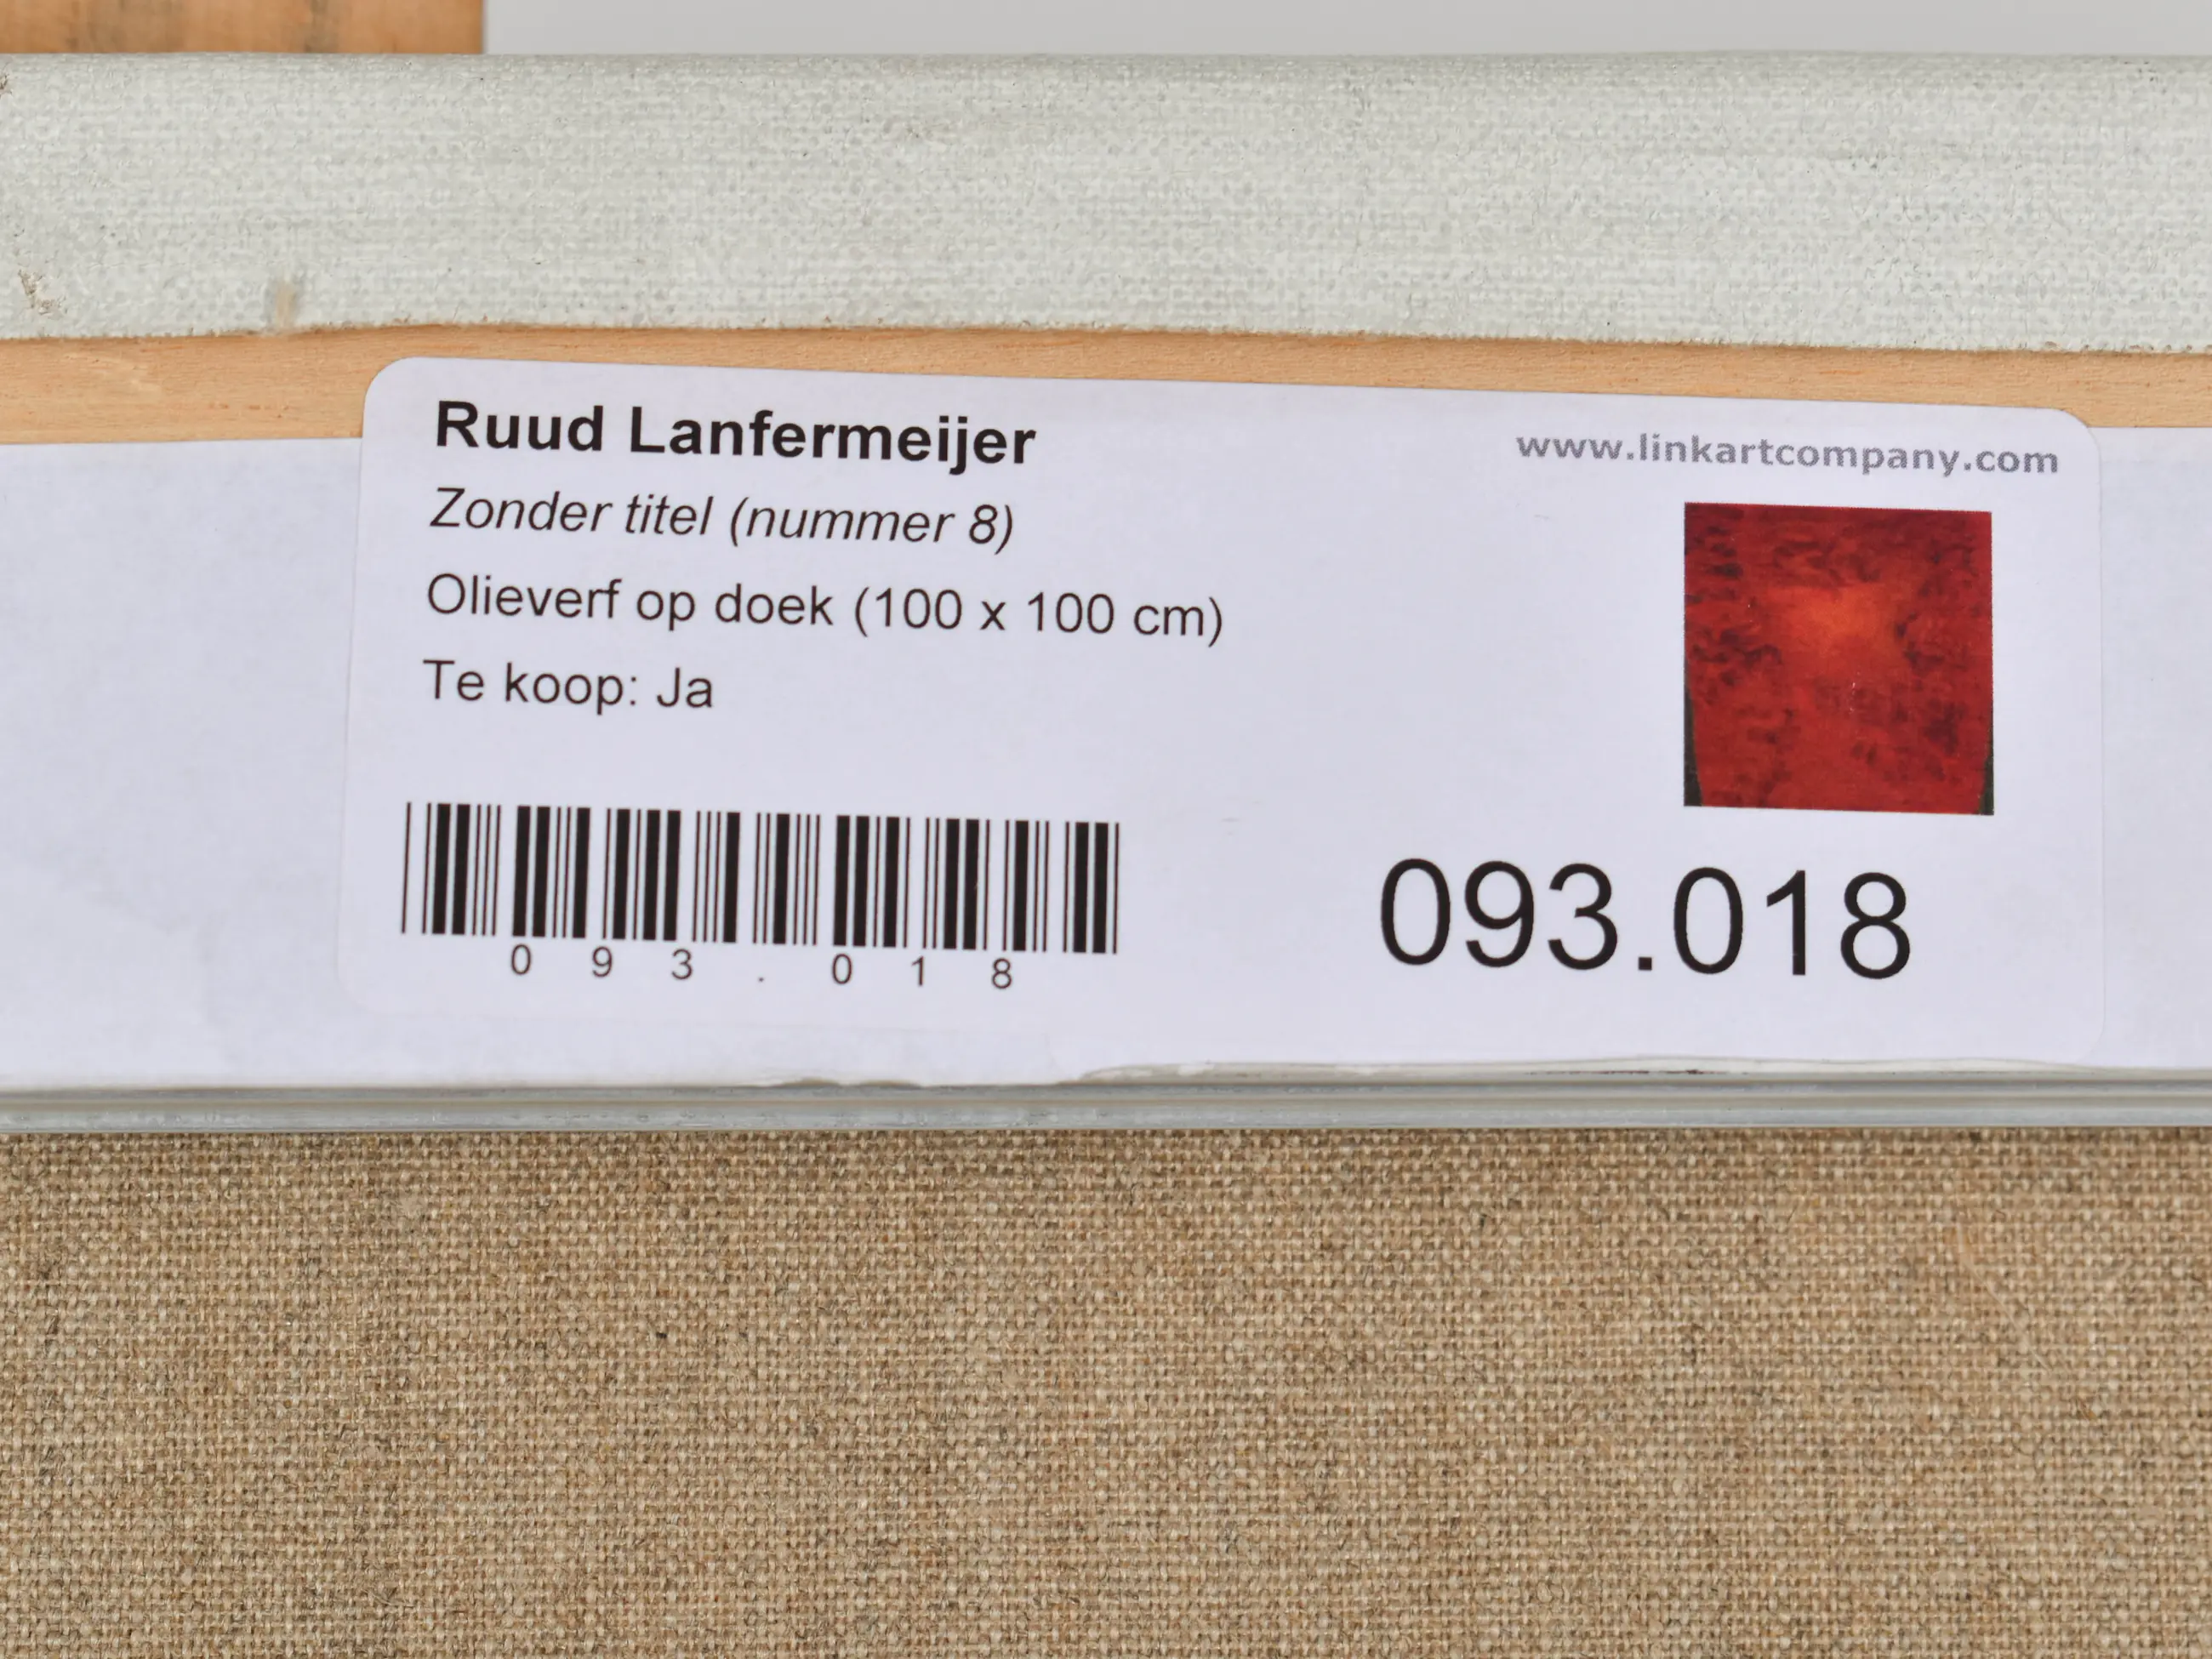 Ruud Lanfermeijer
www.linkartcompany.com
Zonder titel (nummer 8)
Olieverf op doek (100 x 100 cm)
Te koop: Ja
093.018
093.018